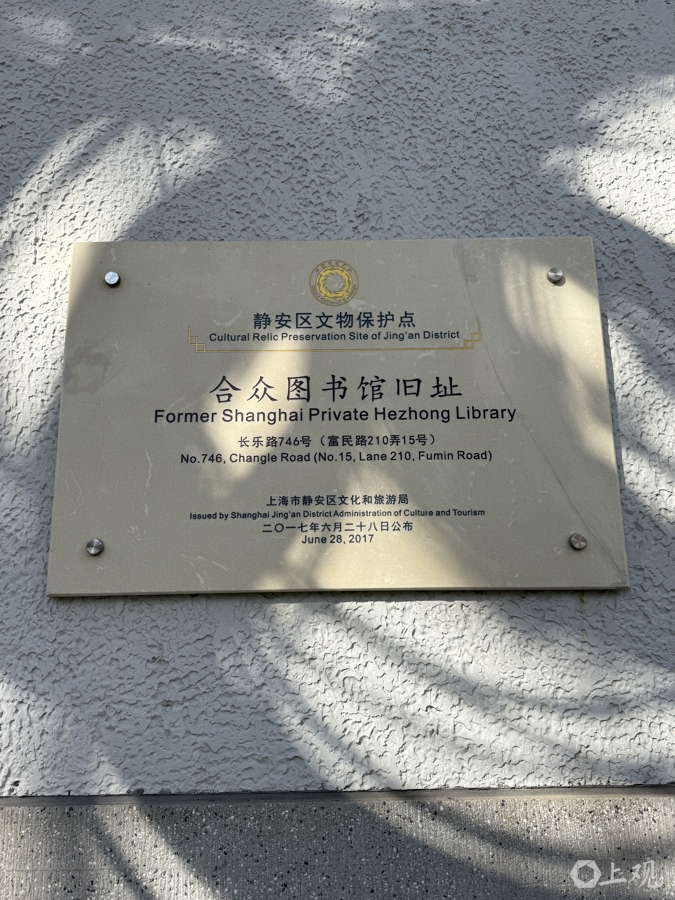 静安区文物保护点
Cultural Relic Preservation Site of Jing'an District
合众图书馆旧址
Former Shanghai Private Hezhong Library
长乐路746号（富民路210弄15号）
No.746, Changle Road (No.15, Lane 210, Fumin Road)
上海市静安区文化和旅游局
Issued by Shanghai Jing'an District Administration of Culture and Tourism
二〇一七年六月二十八日公布
June 28, 2017
上观